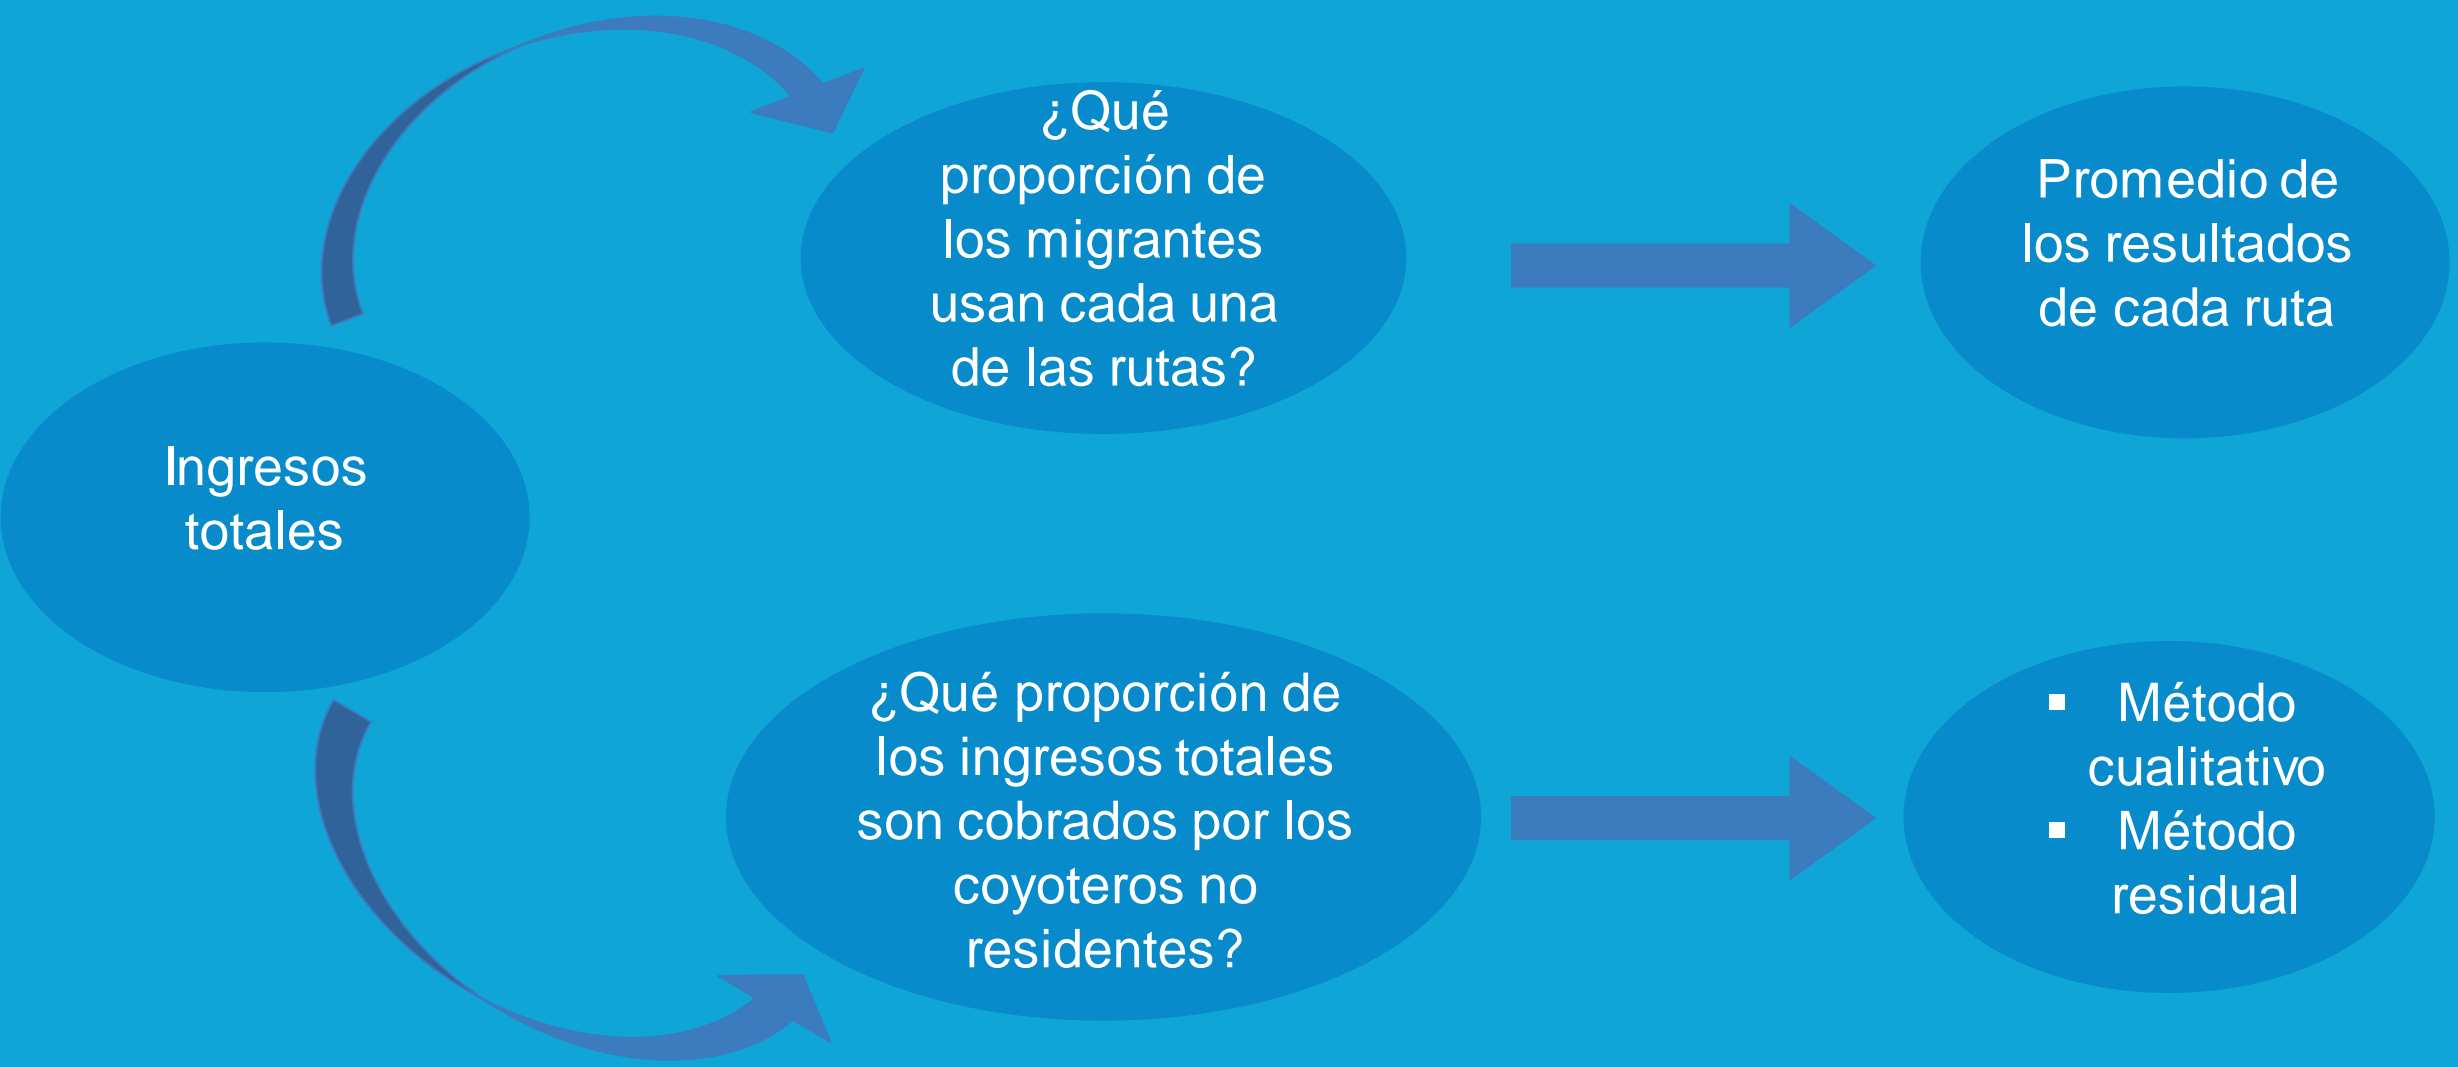 Ingresos
totales
¿Qué
proporción de
los migrantes
usan cada una
de las rutas?
Promedio de
los resultados
de cada ruta
¿Qué proporción de
los ingresos totales
son cobrados por los
coyoteros no
residentes?
▪ Método
cualitativo
▪ Método
residual